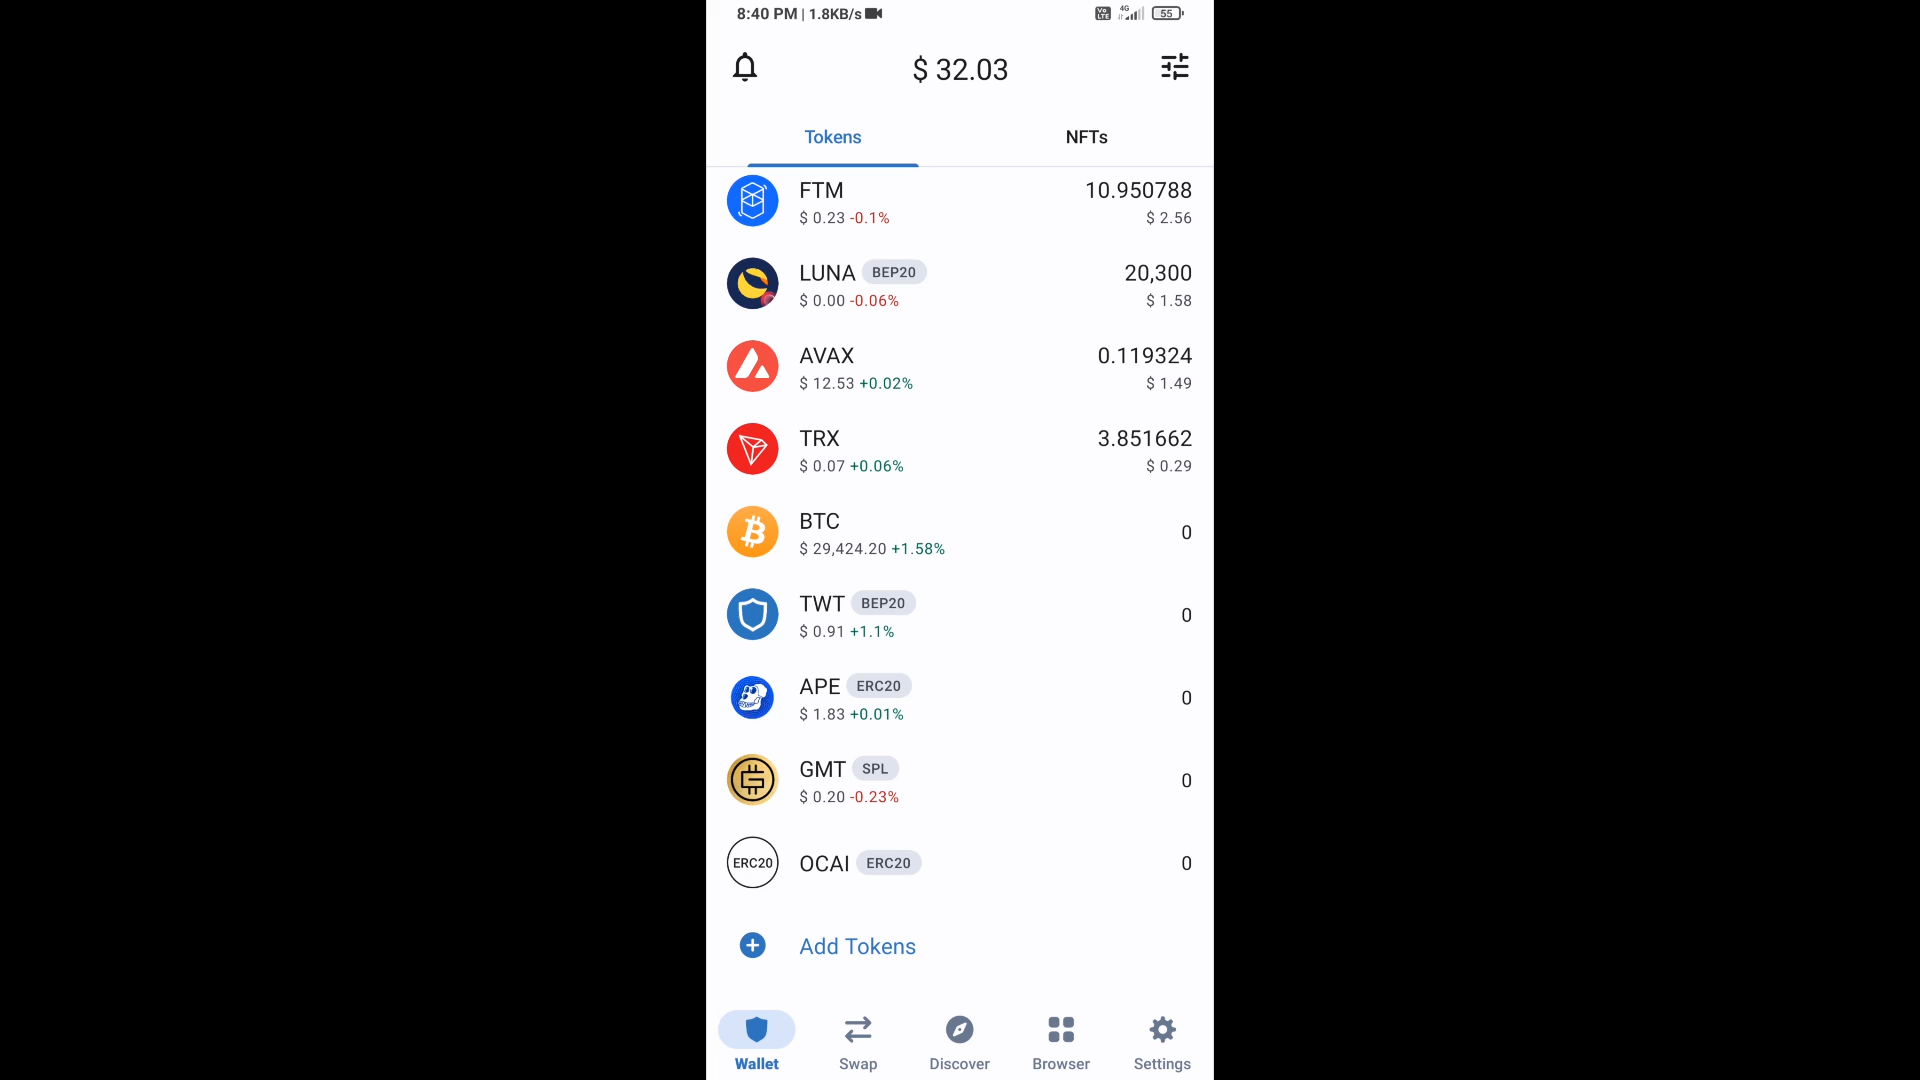 8:40 PM | 1.8KB/s
Vo LTE 4G 55
$ 32.03
Tokens NFTs
FTM 10.950788
$ 0.23 -0.1% $ 2.56
LUNA BEP20 20,300
$ 0.00 -0.06% $ 1.58
AVAX 0.119324
$ 12.53 +0.02% $ 1.49
TRX 3.851662
$ 0.07 +0.06% $ 0.29
BTC 0
$ 29,424.20 +1.58%
TWT BEP20 0
$ 0.91 +1.1%
APE ERC20 0
$ 1.83 +0.01%
GMT SPL 0
$ 0.20 -0.23%
ERC20 OCAI ERC20 0
Add Tokens
Wallet Swap Discover Browser Settings